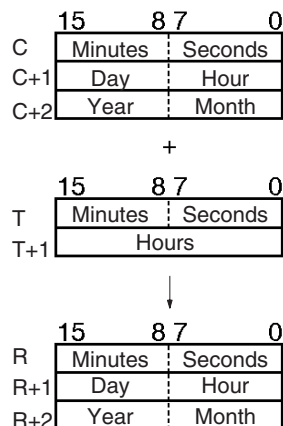 15 8 7 0
C Minutes Seconds
C+1 Day Hour
C+2 Year Month
+
15 8 7 0
T Minutes Seconds
T+1 Hours
15 8 7 0
R Minutes Seconds
R+1 Day Hour
R+2 Year Month